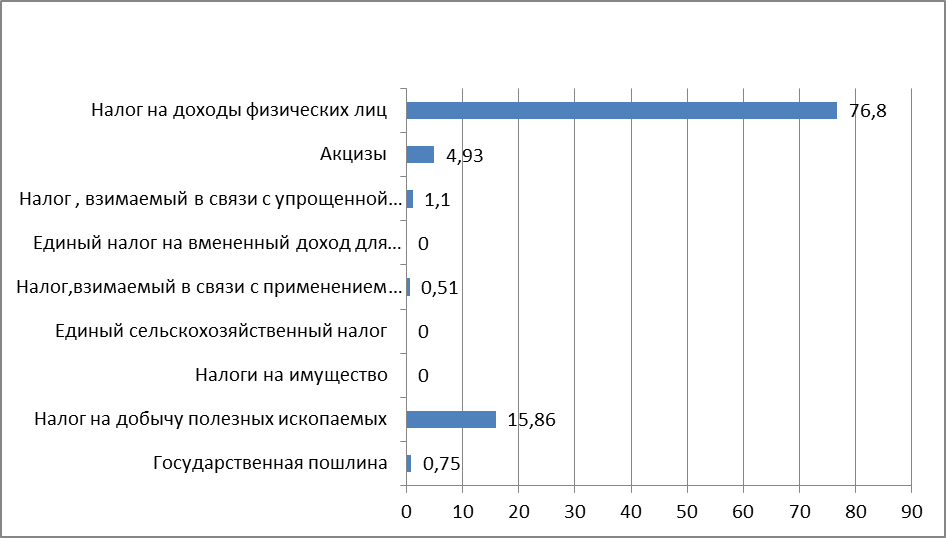 Налог на доходы физических лиц 76,8
Акцизы 4,93
Налог , взимаемый в связи с упрощенной... 1,1
Единый налог на вмененный доход для... 0
Налог,взимаемый в связи с применением... 0,51
Единый сельскохозяйственный налог 0
Налоги на имущество 0
Налог на добычу полезных ископаемых 15,86
Государственная пошлина 0,75
0 10 20 30 40 50 60 70 80 90